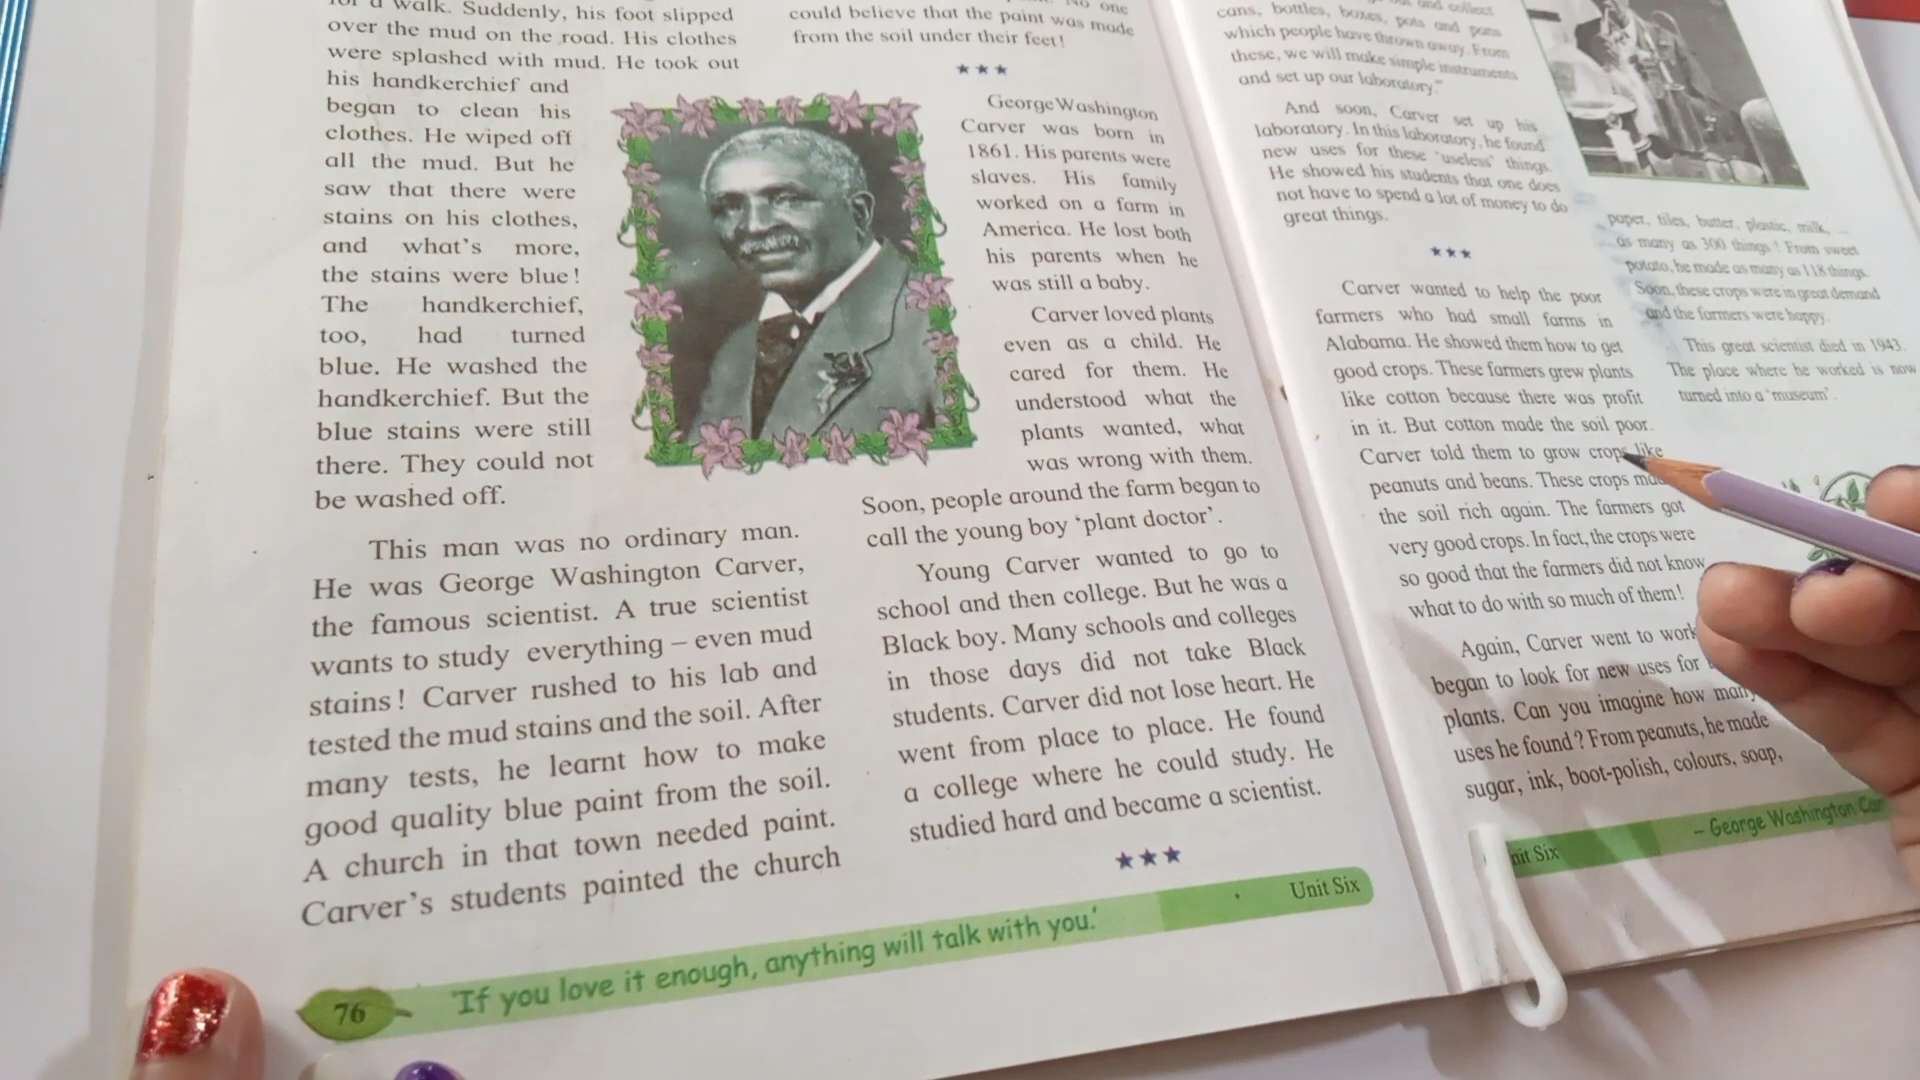 for a walk. Suddenly, his foot slipped
over the mud on the road. His clothes
were splashed with mud. He took out
his handkerchief and
began to clean his
clothes. He wiped off
all the mud. But he
saw that there were
stains on his clothes,
and what's more,
the stains were blue!
The handkerchief,
too, had turned
blue. He washed the
handkerchief. But the
blue stains were still
there. They could not
be washed off.
This man was no ordinary man.
He was George Washington Carver,
the famous scientist. A true scientist
wants to study everything – even mud
stains! Carver rushed to his lab and
tested the mud stains and the soil. After
many tests, he learnt how to make
good quality blue paint from the soil.
A church in that town needed paint.
Carver's students painted the church
No one
could believe that the paint was made
from the soil under their feet!
★★★
George Washington
Carver was born in
1861. His parents were
slaves. His family
worked on a farm in
America. He lost both
his parents when he
was still a baby.
Carver loved plants
even as a child. He
cared for them. He
understood what the
plants wanted, what
was wrong with them.
Soon, people around the farm began to
call the young boy 'plant doctor'.
Young Carver wanted to go to
school and then college. But he was a
Black boy. Many schools and colleges
in those days did not take Black
students. Carver did not lose heart. He
went from place to place. He found
a college where he could study. He
studied hard and became a scientist.
★★★
Unit Six
76
'If you love it enough, anything will talk with you.'
and collect
cans, bottles, boxes, pots and pans
which people have thrown away. From
these, we will make simple instruments
and set up our laboratory."
And soon, Carver set up his
laboratory. In this laboratory, he found
new uses for these 'useless' things.
He showed his students that one does
not have to spend a lot of money to do
great things.
★★★
Carver wanted to help the poor
farmers who had small farms in
Alabama. He showed them how to get
good crops. These farmers grew plants
like cotton because there was profit
in it. But cotton made the soil poor.
Carver told them to grow crops like
peanuts and beans. These crops
the soil rich again. The farmers got
very good crops. In fact, the crops were
so good that the farmers did not know
what to do with so much of them!
Again, Carver went to work
began to look for new uses for
plants. Can you imagine how many
uses he found? From peanuts, he made
sugar, ink, boot-polish, colours, soap,
paper, tiles, butter, plastic, milk, ...
as many as 300 things! From sweet
potato, he made as many as 118 things.
Soon, these crops were in great demand
and the farmers were happy.
This great scientist died in 1943.
The place where he worked is now
turned into a 'museum'.
– George Washington
Unit Six